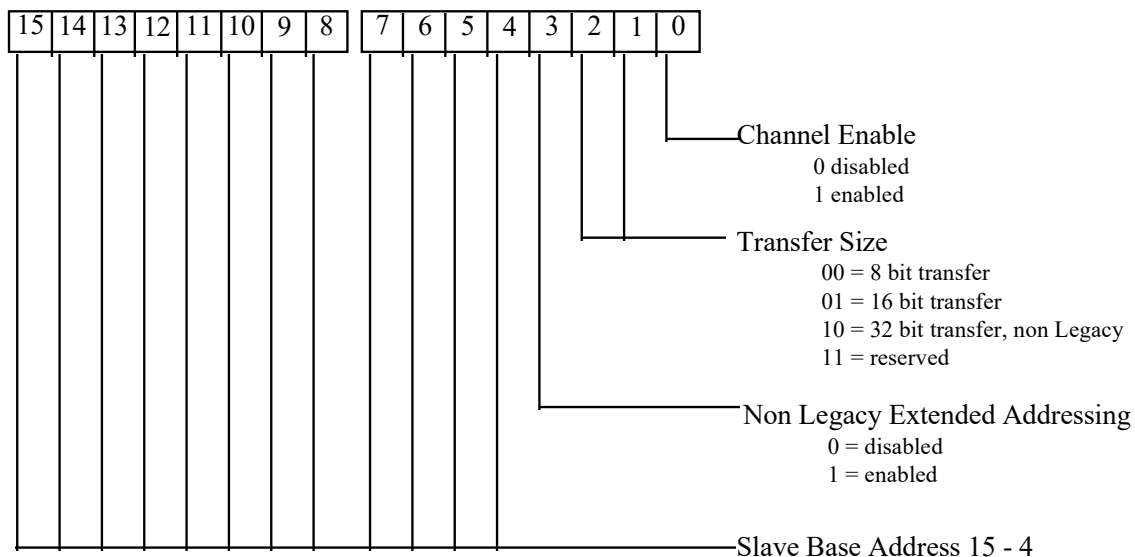 15 14 13 12 11 10 9 8 7 6 5 4 3 2 1 0
Channel Enable
0 disabled
1 enabled
Transfer Size
00 = 8 bit transfer
01 = 16 bit transfer
10 = 32 bit transfer, non Legacy
11 = reserved
Non Legacy Extended Addressing
0 = disabled
1 = enabled
Slave Base Address 15 - 4